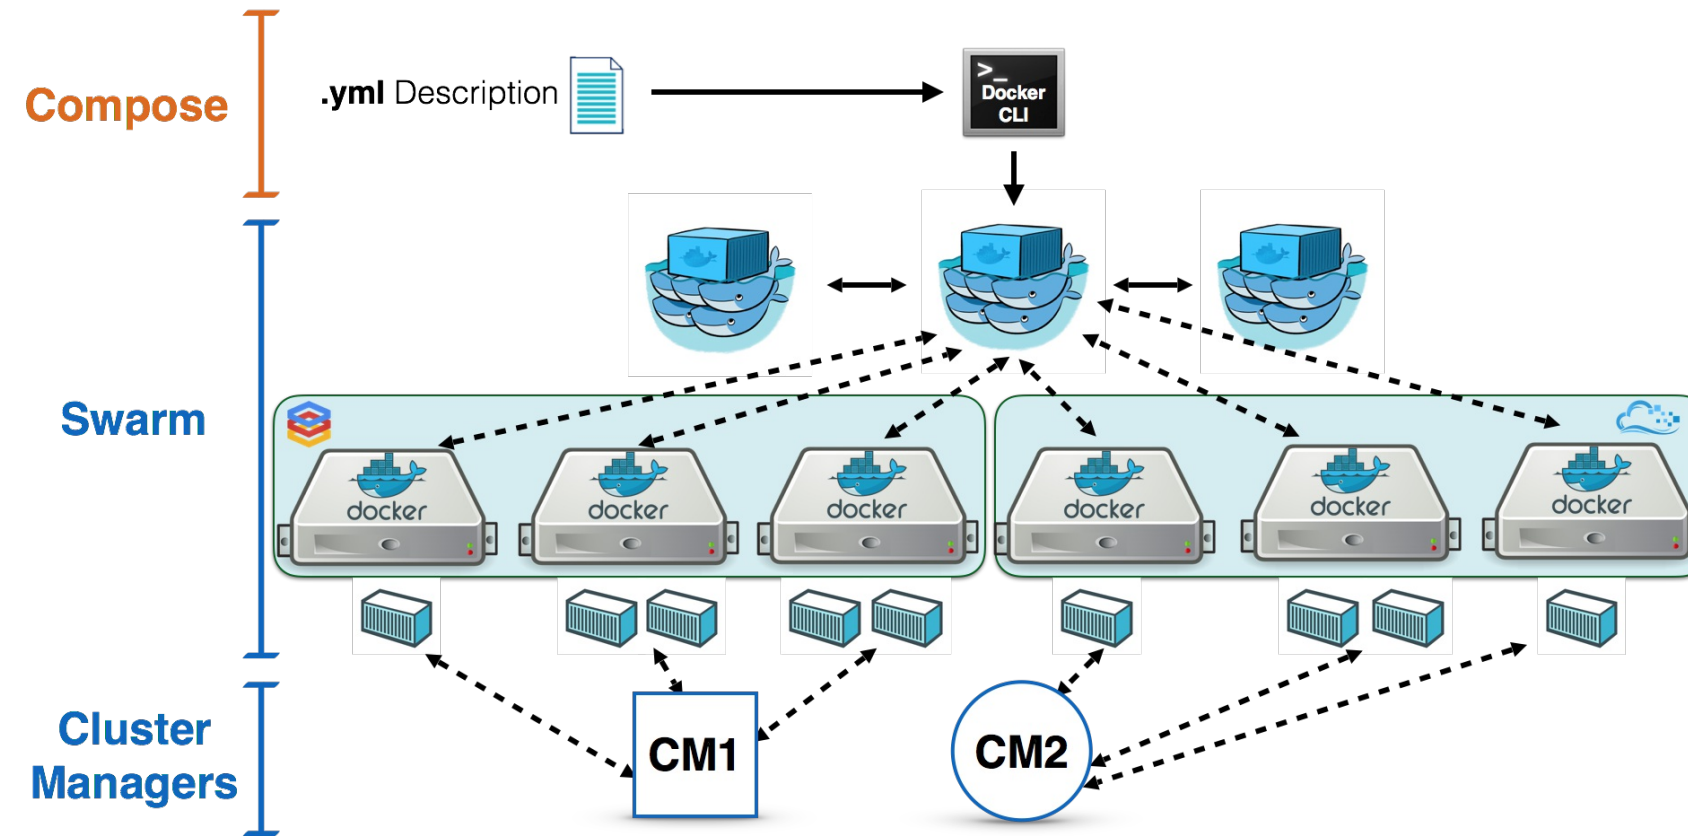 Compose
.yml Description
>_
Docker
CLI
Swarm
docker
docker
docker
docker
docker
docker
Cluster
Managers
CM1
CM2